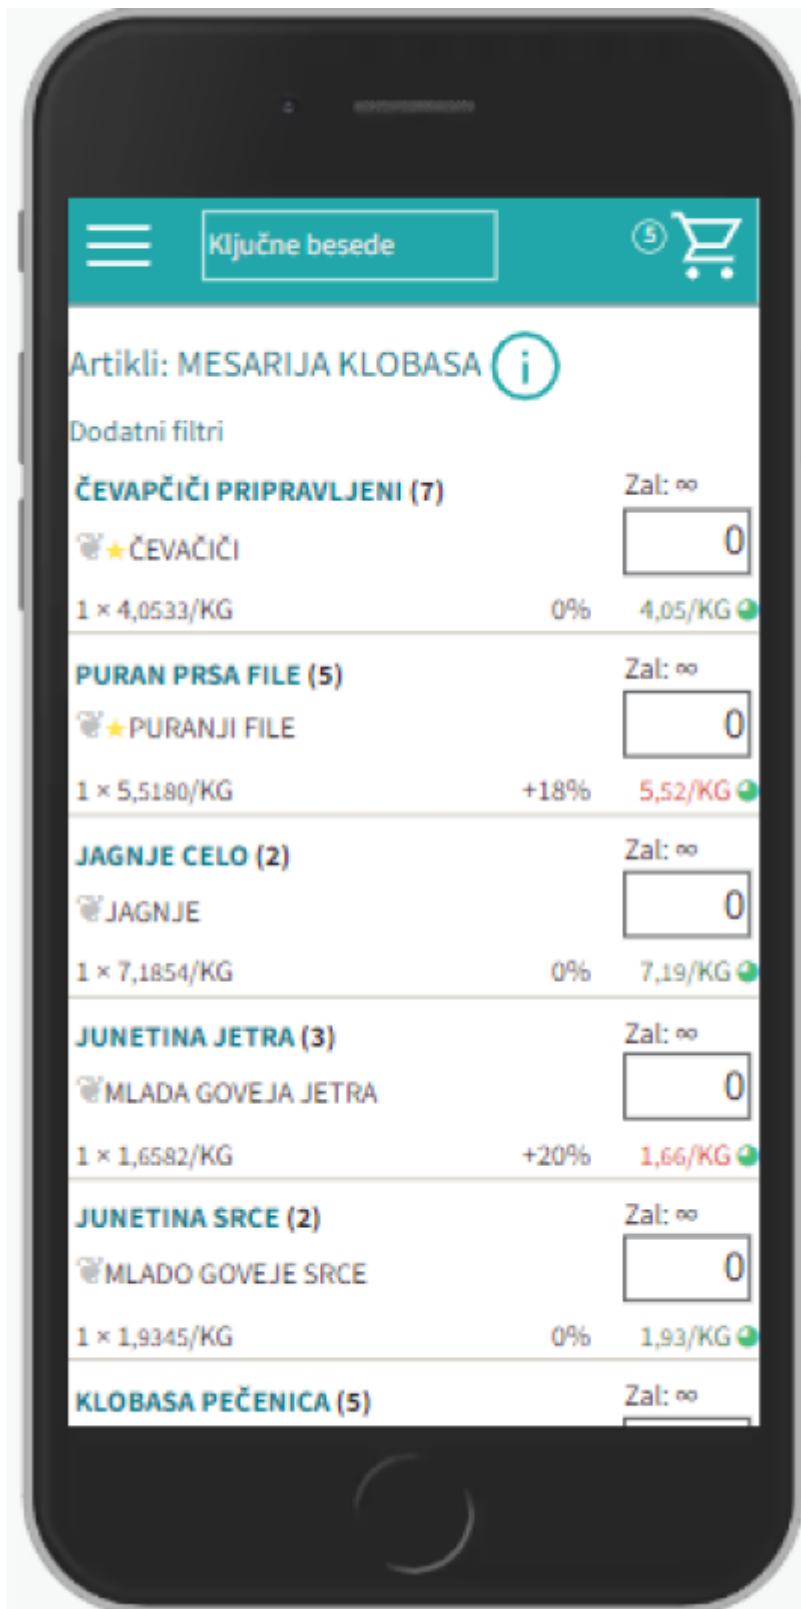 Ključne besede
5
Artikli: MESARIJA KLOBASA i
Dodatni filtri
ČEVAPČIČI PRIPRAVLJENI (7) Zal: ∞
ČEVAČIČI 0
1 × 4,0533/KG 0% 4,05/KG
PURAN PRSA FILE (5) Zal: ∞
PURANJI FILE 0
1 × 5,5180/KG +18% 5,52/KG
JAGNJE CELO (2) Zal: ∞
JAGNJE 0
1 × 7,1854/KG 0% 7,19/KG
JUNETINA JETRA (3) Zal: ∞
MLADA GOVEJA JETRA 0
1 × 1,6582/KG +20% 1,66/KG
JUNETINA SRCE (2) Zal: ∞
MLADO GOVEJE SRCE 0
1 × 1,9345/KG 0% 1,93/KG
KLOBASA PEČENICA (5) Zal: ∞